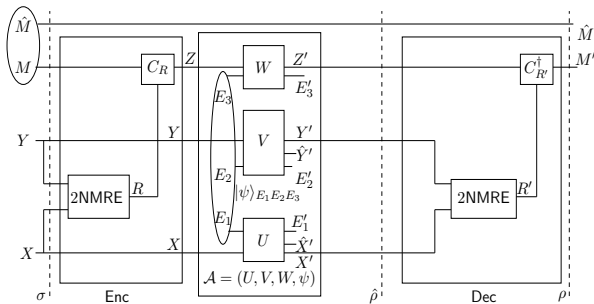 M̂
M̂
M
C_R
Z
W
Z′
E′_3
M′
C†_{R′}
E_3
Y
Y
V
Y′
Ŷ′
E_2
E′_2
2NMRE
R
|ψ⟩_{E_1E_2E_3}
2NMRE
R′
E_1
E′_1
U
X̂′
X
X
X′
𝒜 = (U, V, W, ψ)
σ
Enc
ρ̂
Dec
ρ